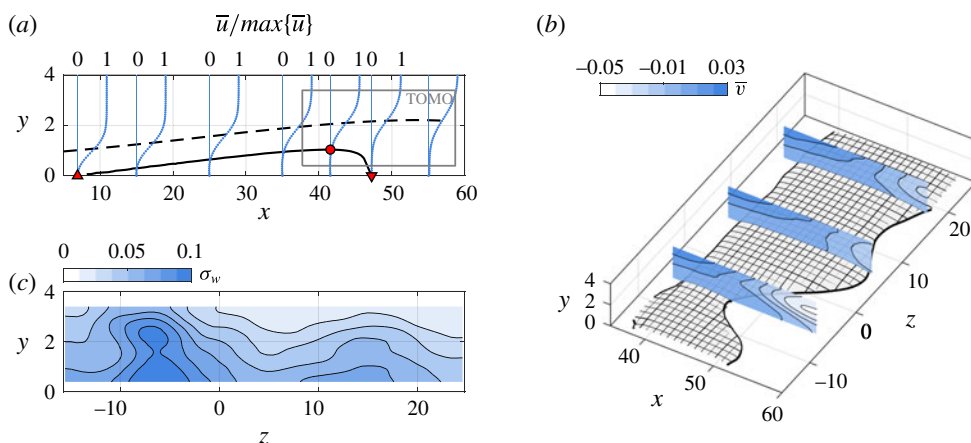 (a)
u̅/max{u̅}
0 1 0 1 0 1 0 1 0 1 0 1
4
y 2
0
TOMO
10 20 30 40 50 60
x
(b)
−0.05 −0.01 0.03
v̅
4
y 2
0
40
50
60
x
−10
0
10
20
z
0 0.05 0.1
σw
(c)
4
y 2
0
−10 0 10 20
z